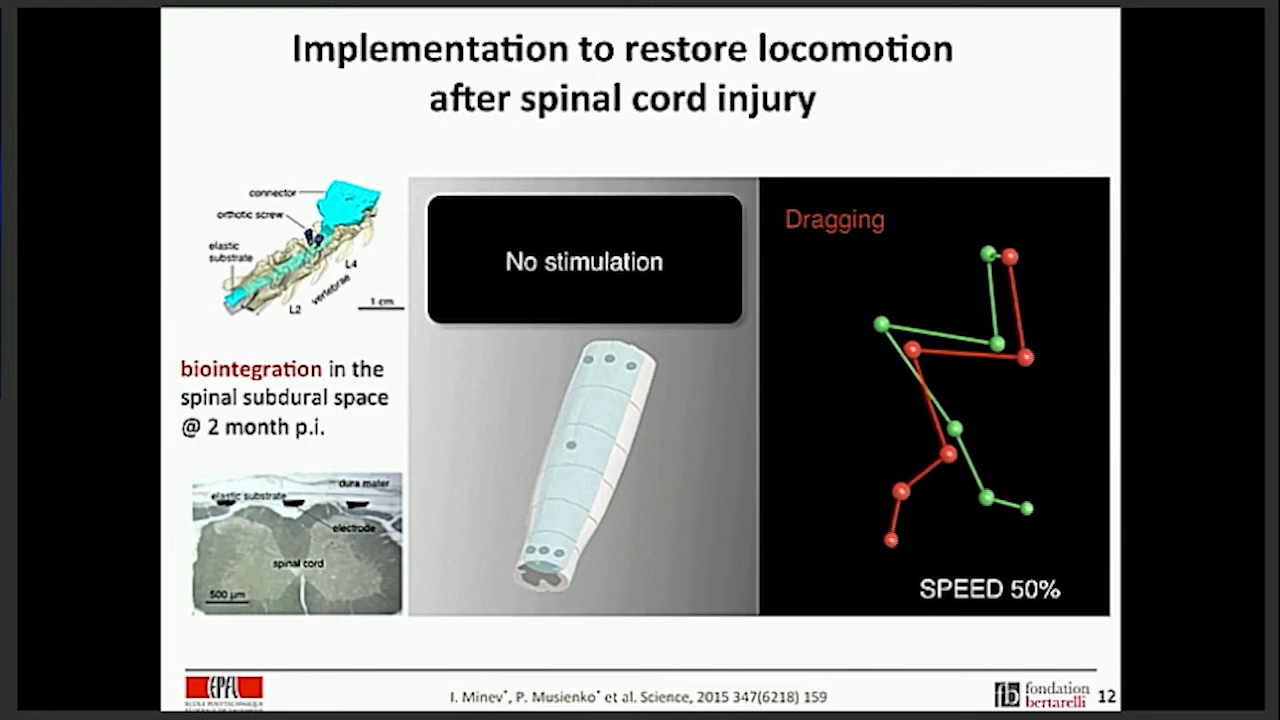 Implementation to restore locomotion
after spinal cord injury
connector
orthotic screw
elastic
substrate
L4
vertebrae
L2
1 cm
biointegration in the
spinal subdural space
@ 2 month p.i.
dura mater
elastic substrate
electrode
spinal cord
500 µm
No stimulation
Dragging
SPEED 50%
EPFL
I. Minev*, P. Musienko* et al. Science, 2015 347(6218) 159
fb
fondation
bertarelli
12